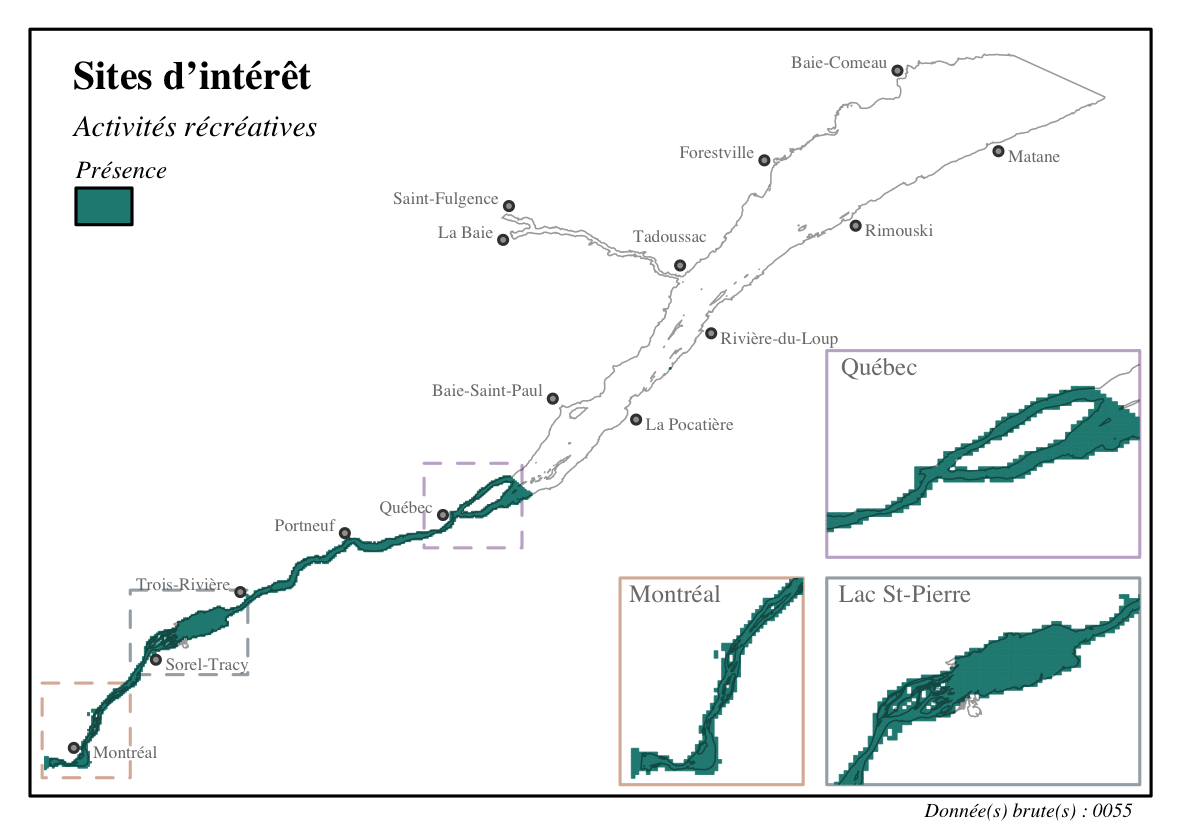 Sites d’intérêt
Activités récréatives
Présence
Baie-Comeau
Forestville
Matane
Saint-Fulgence
La Baie
Tadoussac
Rimouski
Rivière-du-Loup
Baie-Saint-Paul
La Pocatière
Québec
Portneuf
Trois-Rivière
Sorel-Tracy
Montréal
Québec
Montréal
Lac St-Pierre
Donnée(s) brute(s) : 0055